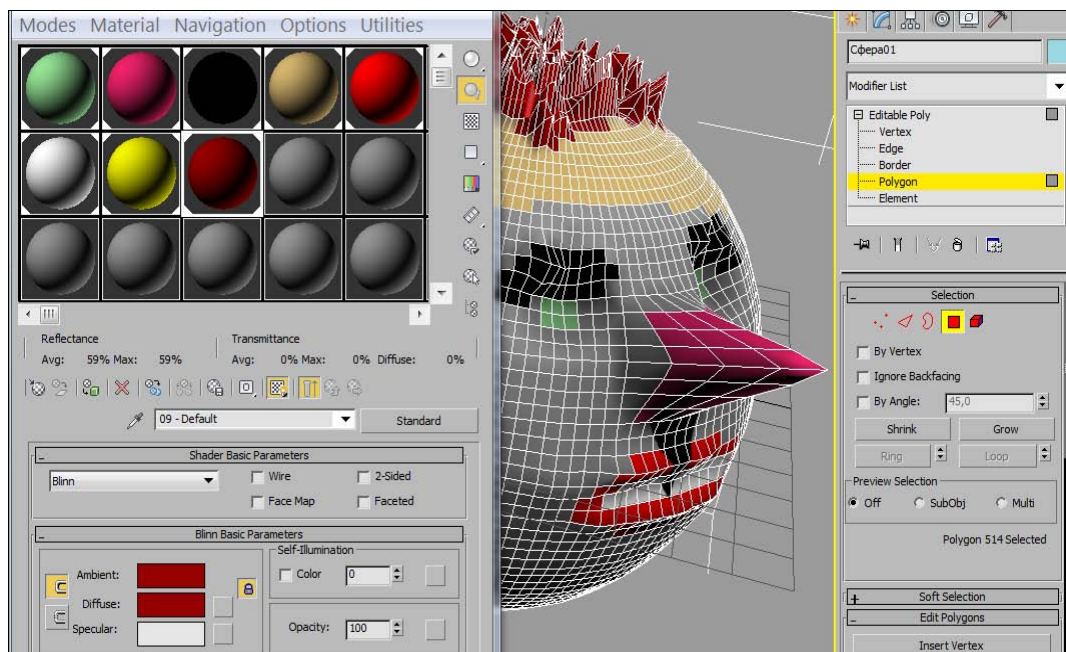 Modes Material Navigation Options Utilities
Reflectance
Avg: 59% Max: 59%
Transmittance
Avg: 0% Max: 0% Diffuse: 0%
09 - Default
Standard
Shader Basic Parameters
Blinn
Wire
2-Sided
Face Map
Faceted
Blinn Basic Parameters
Ambient:
Diffuse:
Specular:
Self-Illumination
Color 0
Opacity: 100
Сфера01
Modifier List
Editable Poly
Vertex
Edge
Border
Polygon
Element
Selection
By Vertex
Ignore Backfacing
By Angle: 45,0
Shrink Grow
Ring Loop
Preview Selection
Off SubObj Multi
Polygon 514 Selected
Soft Selection
Edit Polygons
Insert Vertex